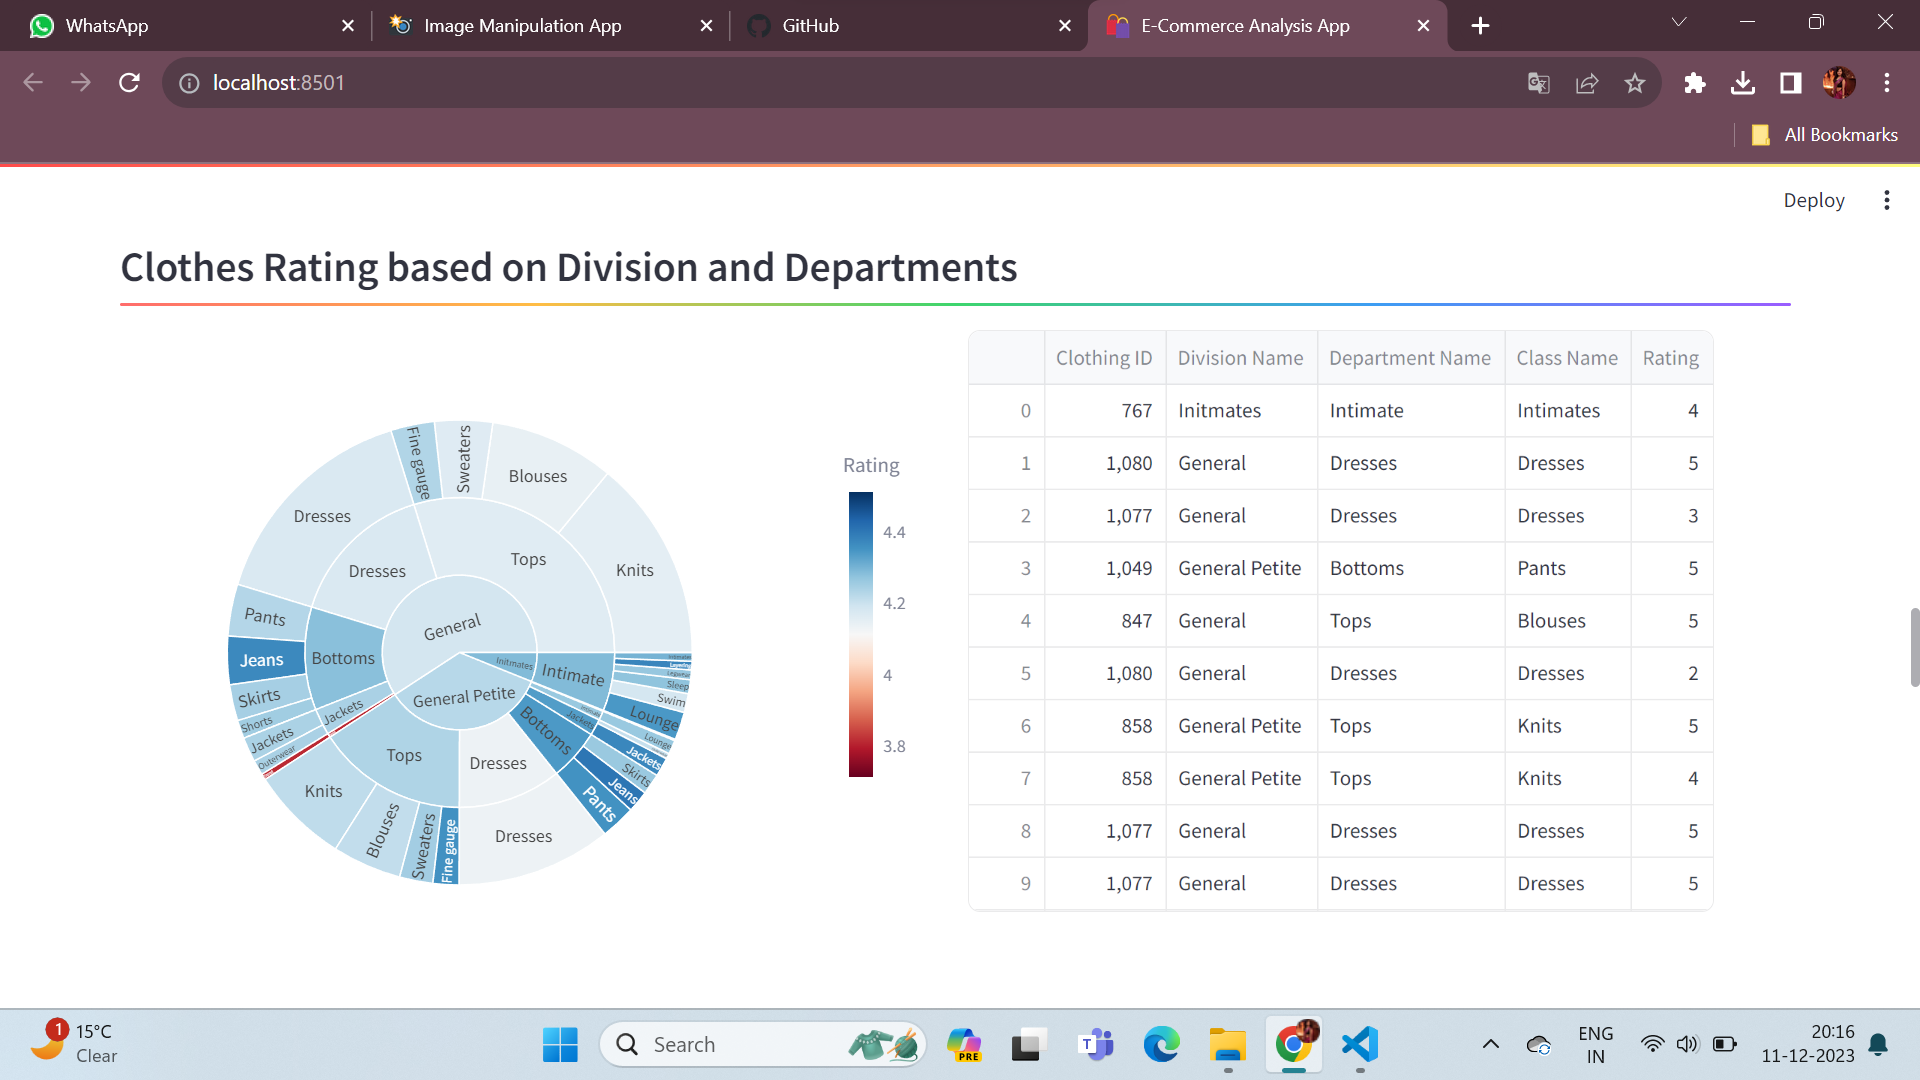 WhatsApp
Image Manipulation App
GitHub
E-Commerce Analysis App
localhost:8501
All Bookmarks
Deploy
Clothes Rating based on Division and Departments
Fine gauge
Sweaters
Blouses
Dresses
Tops
Dresses
Knits
Pants
General
Jeans
Bottoms
Initmates
Intimate
Sleep
Skirts
General Petite
Swim
Jackets
Lounge
Shorts
Bottoms
Jackets
Jackets
Lounge
Outerwear
Tops
Dresses
Jackets
Skirts
Knits
Jeans
Pants
Blouses
Sweaters
Fine gauge
Dresses
Rating
4.4
4.2
4
3.8
Clothing ID Division Name Department Name Class Name Rating
0 767 Initmates Intimate Intimates 4
1 1,080 General Dresses Dresses 5
2 1,077 General Dresses Dresses 3
3 1,049 General Petite Bottoms Pants 5
4 847 General Tops Blouses 5
5 1,080 General Dresses Dresses 2
6 858 General Petite Tops Knits 5
7 858 General Petite Tops Knits 4
8 1,077 General Dresses Dresses 5
9 1,077 General Dresses Dresses 5
1
15°C
Clear
Search
PRE
T
ENG
IN
20:16
11-12-2023